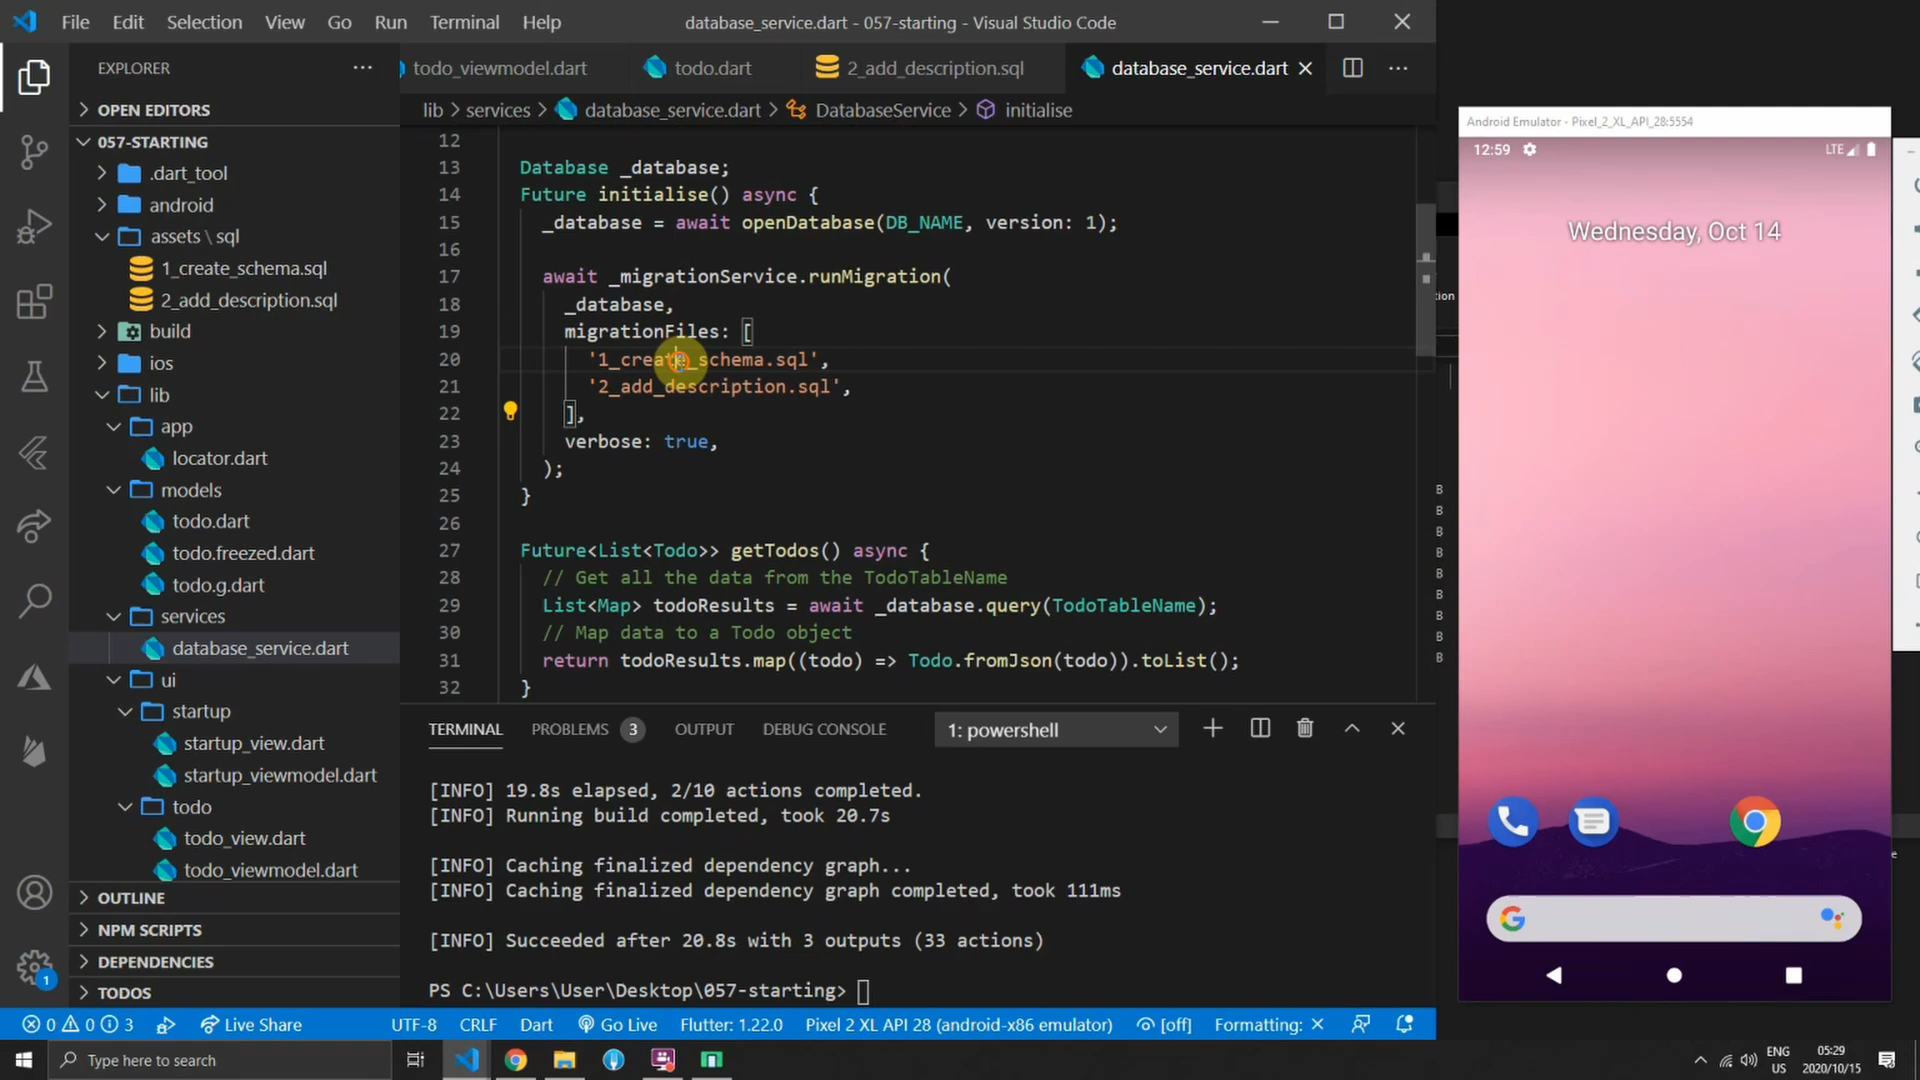 File Edit Selection View Go Run Terminal Help
database_service.dart - 057-starting - Visual Studio Code
EXPLORER
OPEN EDITORS
057-STARTING
.dart_tool
android
assets \ sql
1_create_schema.sql
2_add_description.sql
build
ios
lib
app
locator.dart
models
todo.dart
todo.freezed.dart
todo.g.dart
services
database_service.dart
ui
startup
startup_view.dart
startup_viewmodel.dart
todo
todo_view.dart
todo_viewmodel.dart
OUTLINE
NPM SCRIPTS
DEPENDENCIES
TODOS
1
todo_viewmodel.dart todo.dart 2_add_description.sql database_service.dart
lib > services > database_service.dart > DatabaseService > initialise
12
13 Database _database;
14 Future initialise() async {
15 _database = await openDatabase(DB_NAME, version: 1);
16
17 await _migrationService.runMigration(
18 _database,
19 migrationFiles: [
20 '1_create_schema.sql',
21 '2_add_description.sql',
22 ],
23 verbose: true,
24 );
25 }
26
27 Future<List<Todo>> getTodos() async {
28 // Get all the data from the TodoTableName
29 List<Map> todoResults = await _database.query(TodoTableName);
30 // Map data to a Todo object
31 return todoResults.map((todo) => Todo.fromJson(todo)).toList();
32 }
TERMINAL PROBLEMS 3 OUTPUT DEBUG CONSOLE 1: powershell
[INFO] 19.8s elapsed, 2/10 actions completed.
[INFO] Running build completed, took 20.7s
[INFO] Caching finalized dependency graph...
[INFO] Caching finalized dependency graph completed, took 111ms
[INFO] Succeeded after 20.8s with 3 outputs (33 actions)
PS C:\Users\User\Desktop\057-starting>
0 0 3 Live Share UTF-8 CRLF Dart Go Live Flutter: 1.22.0 Pixel 2 XL API 28 (android-x86 emulator) [off] Formatting: ×
Android Emulator - Pixel_2_XL_API_28:5554
12:59 LTE
Wednesday, Oct 14
Type here to search
ENG
US
05:29
2020/10/15